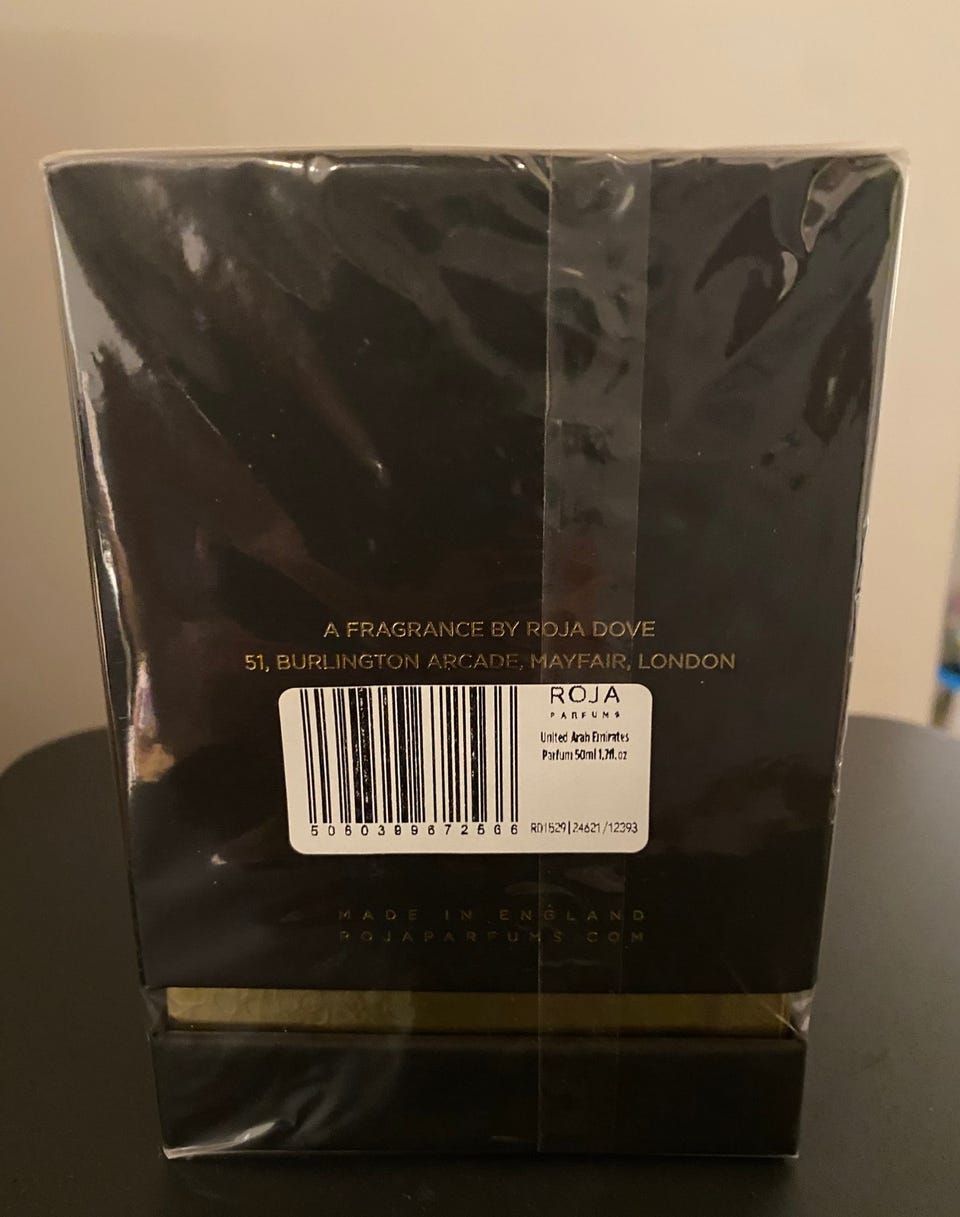 A FRAGRANCE BY ROJA DOVE
51, BURLINGTON ARCADE, MAYFAIR, LONDON
ROJA
PARFUMS
United Arab Emirates
Parfum 50ml 1.7fl.oz
5060399672566 RD1529|24621/12393
MADE IN ENGLAND
ROJAPARFUMS.COM